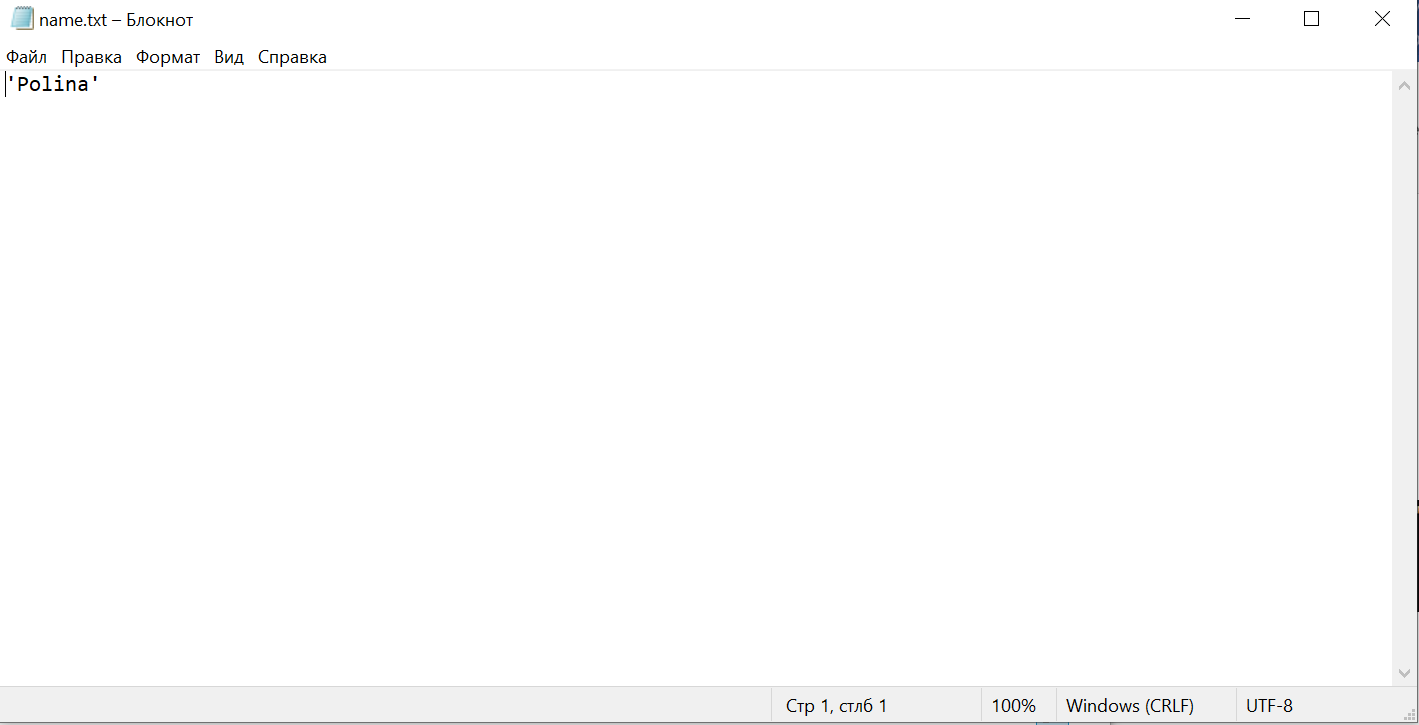 name.txt – Блокнот
Файл Правка Формат Вид Справка
'Polina'
Стр 1, стлб 1 100% Windows (CRLF) UTF-8